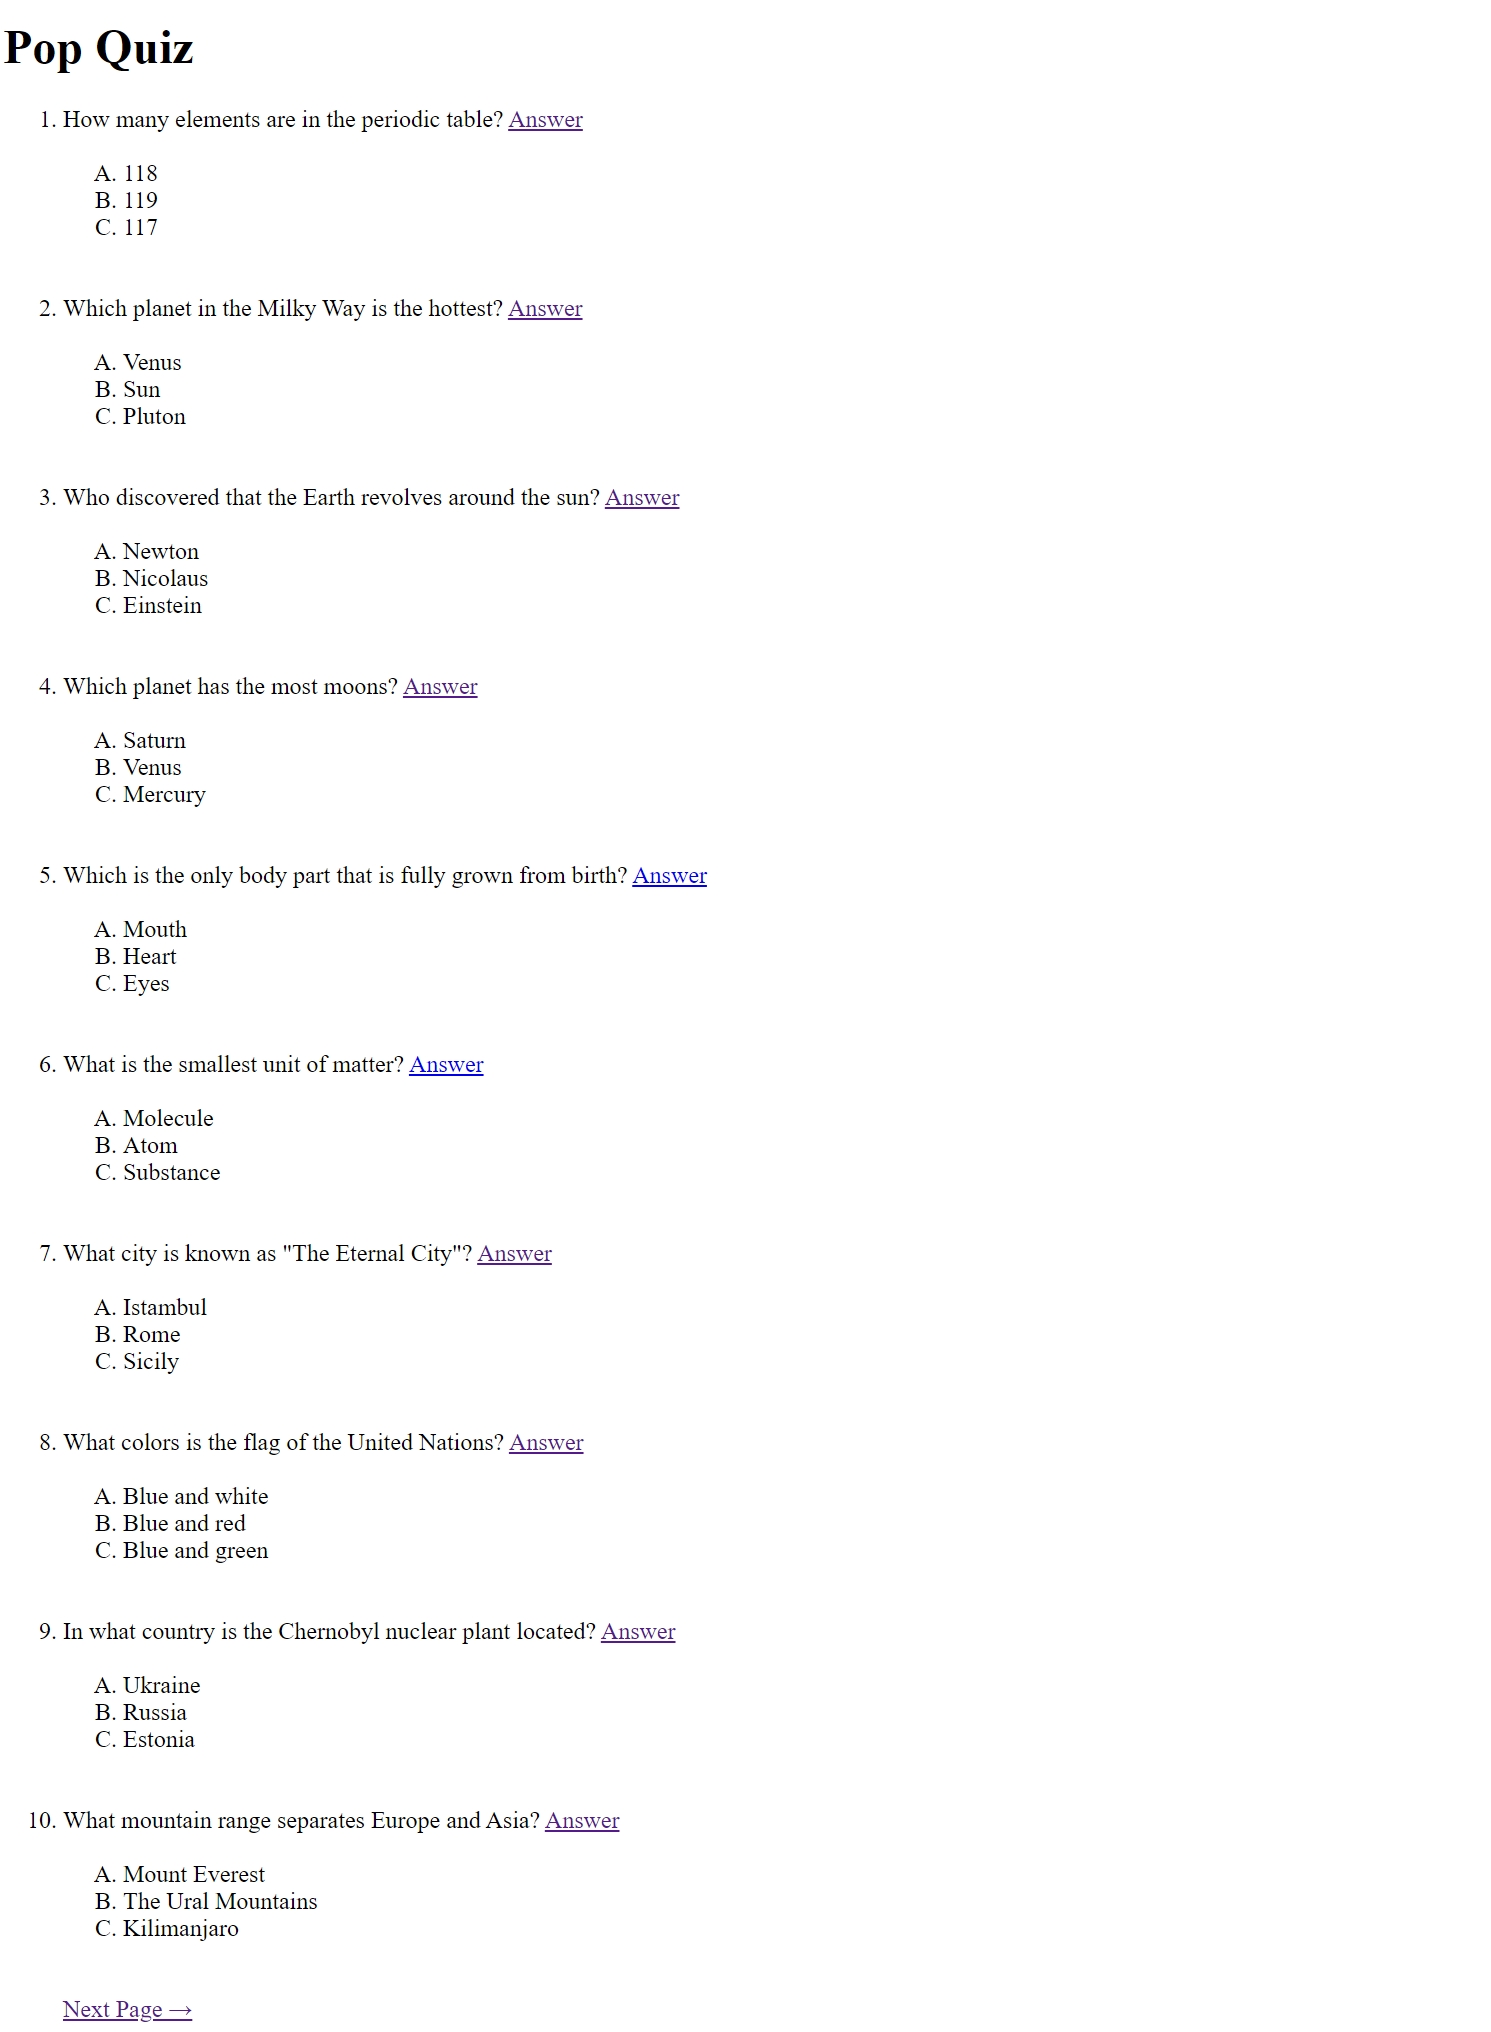 Pop Quiz
1. How many elements are in the periodic table? Answer
A. 118
B. 119
C. 117
2. Which planet in the Milky Way is the hottest? Answer
A. Venus
B. Sun
C. Pluton
3. Who discovered that the Earth revolves around the sun? Answer
A. Newton
B. Nicolaus
C. Einstein
4. Which planet has the most moons? Answer
A. Saturn
B. Venus
C. Mercury
5. Which is the only body part that is fully grown from birth? Answer
A. Mouth
B. Heart
C. Eyes
6. What is the smallest unit of matter? Answer
A. Molecule
B. Atom
C. Substance
7. What city is known as "The Eternal City"? Answer
A. Istambul
B. Rome
C. Sicily
8. What colors is the flag of the United Nations? Answer
A. Blue and white
B. Blue and red
C. Blue and green
9. In what country is the Chernobyl nuclear plant located? Answer
A. Ukraine
B. Russia
C. Estonia
10. What mountain range separates Europe and Asia? Answer
A. Mount Everest
B. The Ural Mountains
C. Kilimanjaro
Next Page →